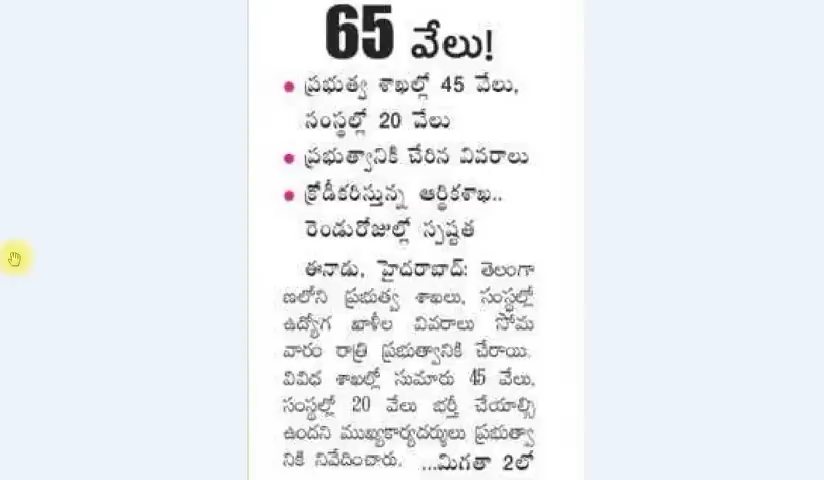 65 వేలు!
• ప్రభుత్వ శాఖల్లో 45 వేలు,
సంస్థల్లో 20 వేలు
• ప్రభుత్వానికి చేరిన వివరాలు
• క్రోడీకరిస్తున్న ఆర్థికశాఖ..
రెండురోజుల్లో స్పష్టత
ఈనాడు, హైదరాబాద్: తెలంగా
ణలోని ప్రభుత్వ శాఖలు, సంస్థల్లో
ఉద్యోగ ఖాళీల వివరాలు సోమ
వారం రాత్రి ప్రభుత్వానికి చేరాయి.
వివిధ శాఖల్లో సుమారు 45 వేలు,
సంస్థల్లో 20 వేలు భర్తీ చేయాల్సి
ఉందని ముఖ్యకార్యదర్శులు ప్రభుత్వా
నికి నివేదించారు. ...మిగతా 2లో